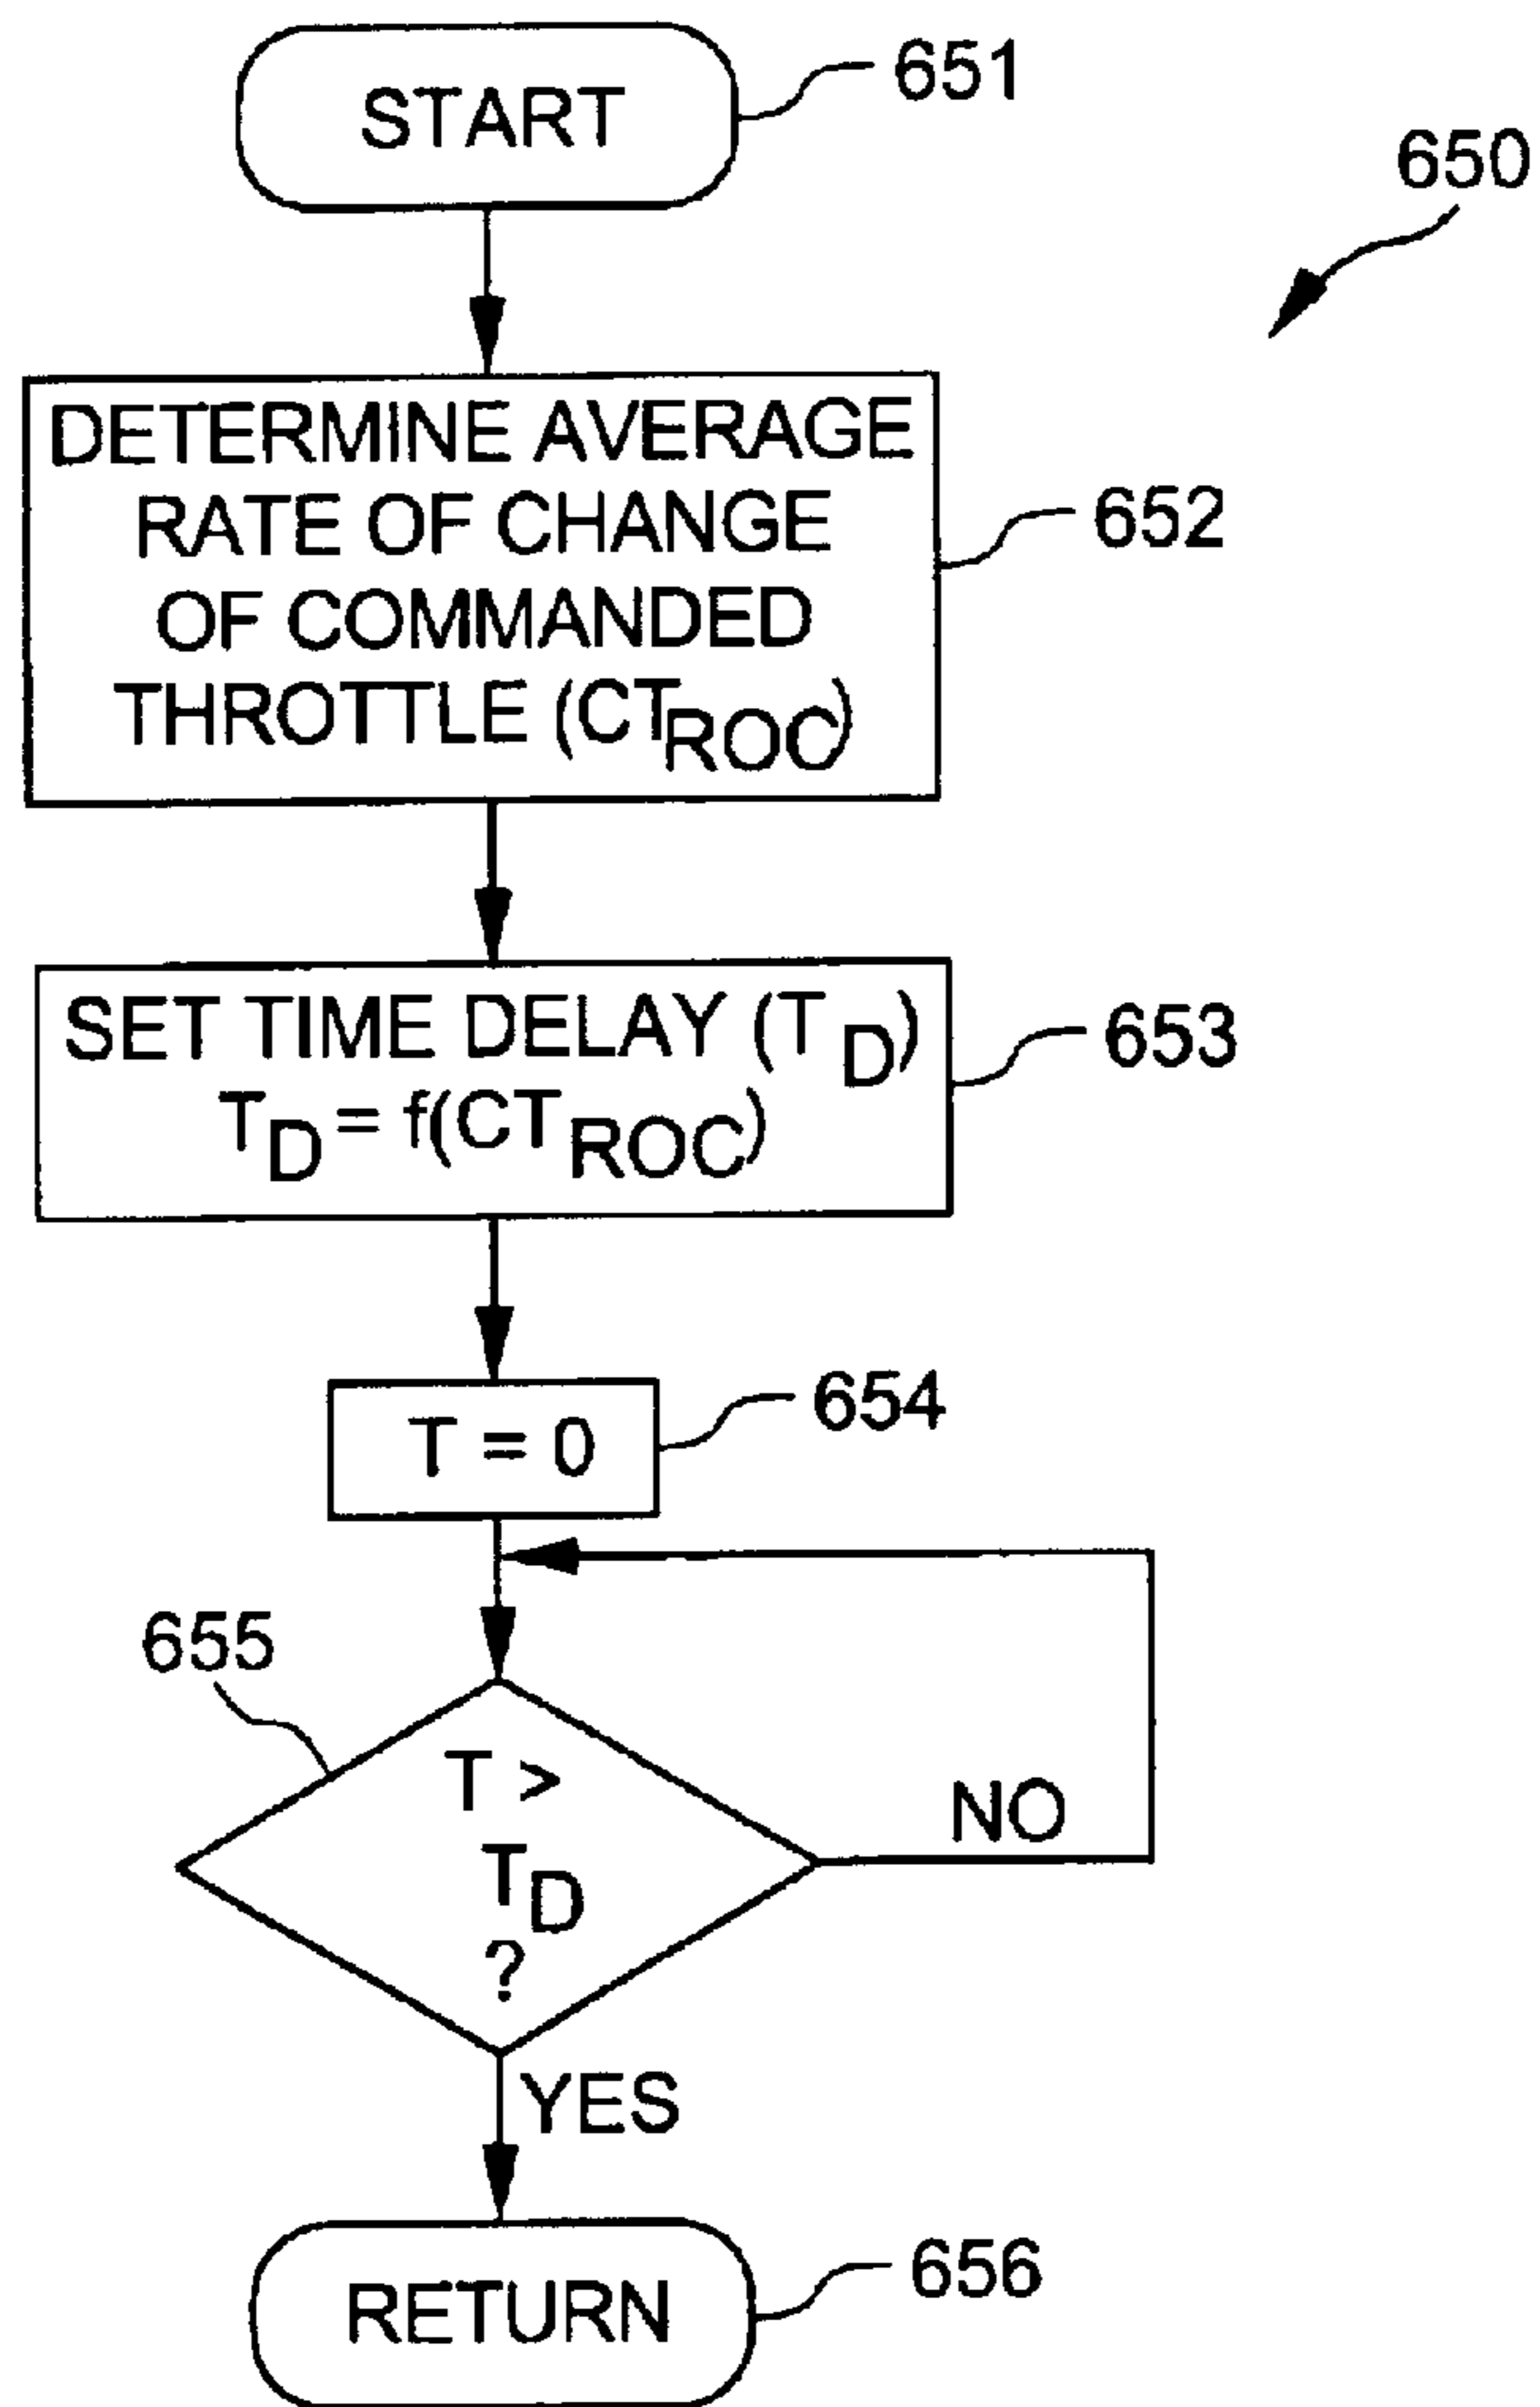 START
651
650
DETERMINE AVERAGE
RATE OF CHANGE
OF COMMANDED
THROTTLE (CTROC)
652
SET TIME DELAY (TD)
TD = f(CTROC)
653
T = 0
654
655
T >
TD
?
NO
YES
RETURN
656